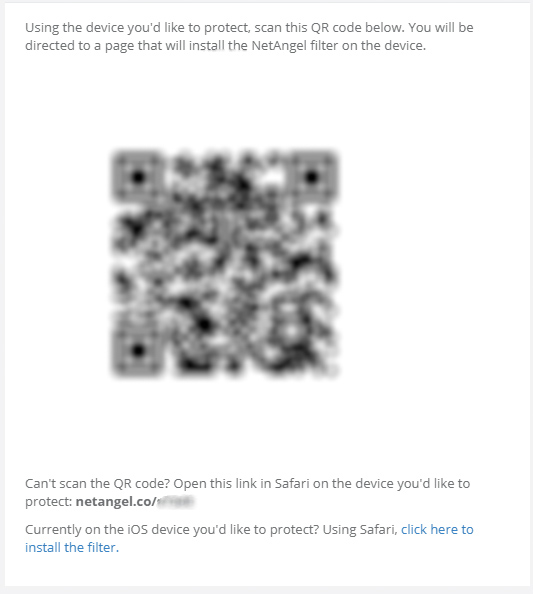 Using the device you'd like to protect, scan this QR code below. You will be
directed to a page that will install the NetAngel filter on the device.
Can't scan the QR code? Open this link in Safari on the device you'd like to
protect: netangel.co/
Currently on the iOS device you'd like to protect? Using Safari, click here to
install the filter.